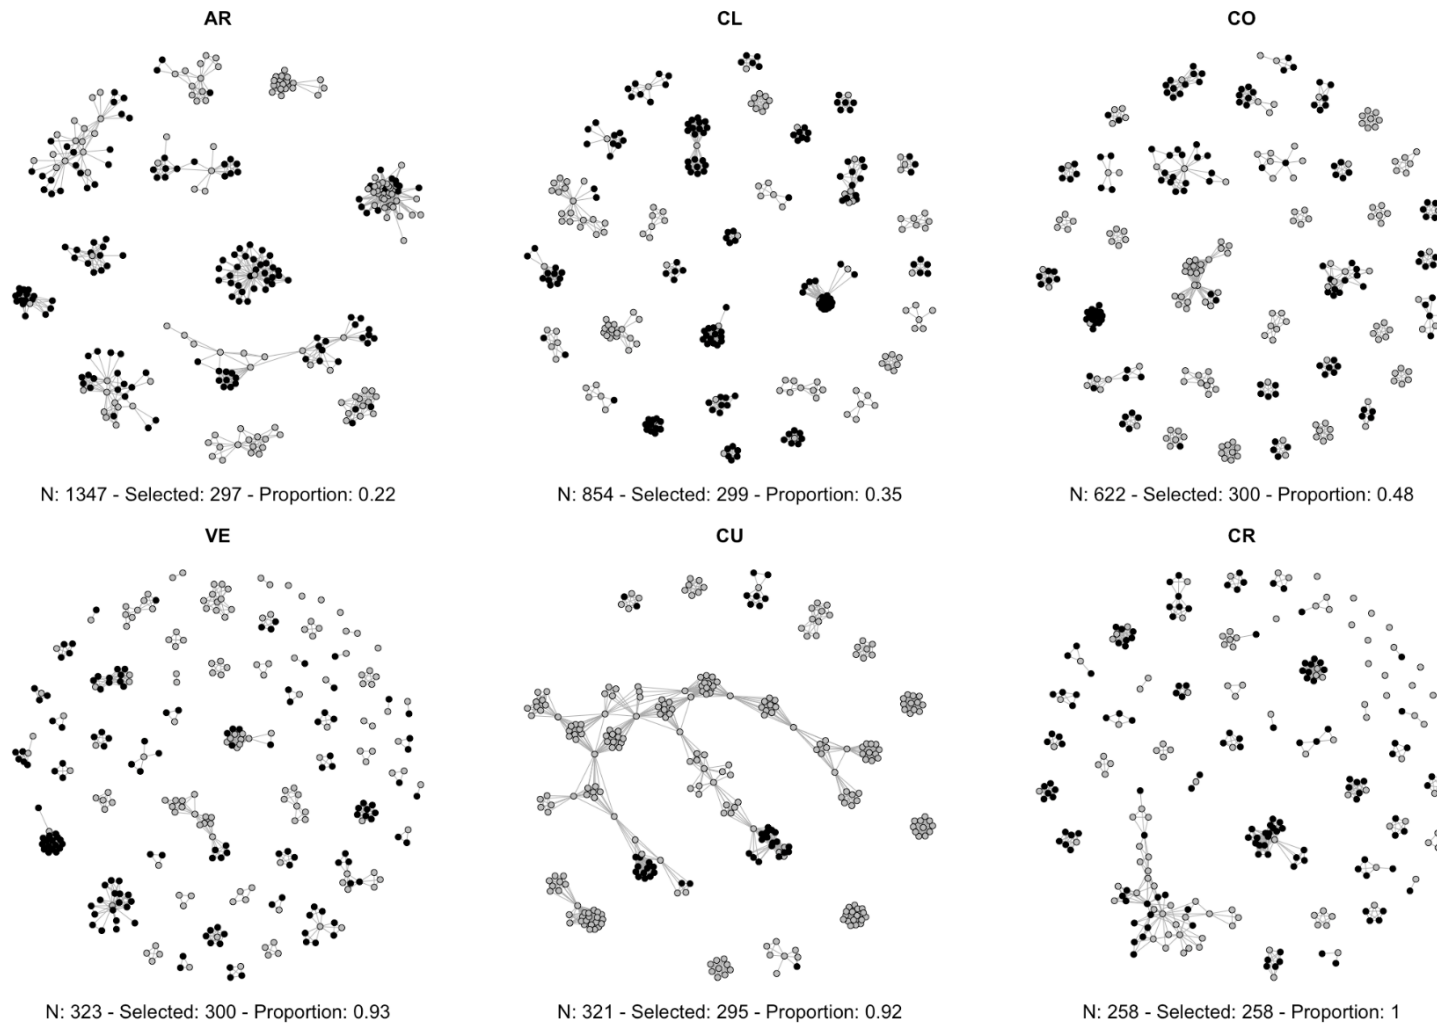 AR
CL
CO
N: 1347 - Selected: 297 - Proportion: 0.22
N: 854 - Selected: 299 - Proportion: 0.35
N: 622 - Selected: 300 - Proportion: 0.48
VE
CU
CR
N: 323 - Selected: 300 - Proportion: 0.93
N: 321 - Selected: 295 - Proportion: 0.92
N: 258 - Selected: 258 - Proportion: 1